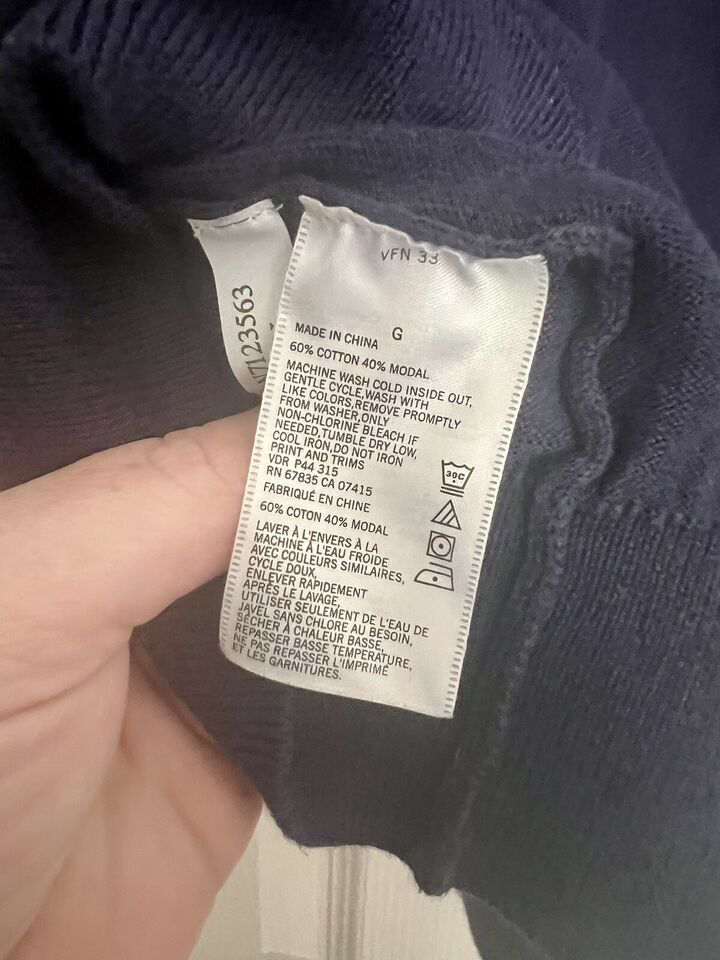 VFN 33
G
MADE IN CHINA
60% COTTON 40% MODAL
MACHINE WASH COLD INSIDE OUT,
GENTLE CYCLE,WASH WITH
LIKE COLORS,REMOVE PROMPTLY
FROM WASHER,ONLY
NON-CHLORINE BLEACH IF
NEEDED,TUMBLE DRY LOW,
COOL IRON,DO NOT IRON
PRINT AND TRIMS
VDR P44 315
RN 67835 CA 07415
FABRIQUÉ EN CHINE
60% COTON 40% MODAL
LAVER À L'ENVERS À LA
MACHINE À L'EAU FROIDE
AVEC COULEURS SIMILAIRES,
CYCLE DOUX,
ENLEVER RAPIDEMENT
APRÈS LE LAVAGE,
UTILISER SEULEMENT DE L'EAU DE
JAVEL SANS CHLORE AU BESOIN,
SÉCHER À CHALEUR BASSE,
REPASSER BASSE TEMPÉRATURE,
NE PAS REPASSER L'IMPRIMÉ
ET LES GARNITURES.
30C